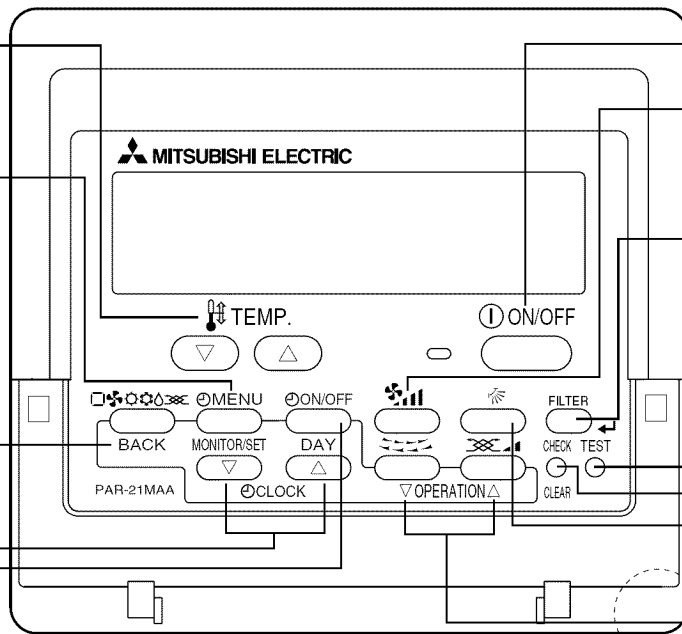 MITSUBISHI ELECTRIC
TEMP.
ON/OFF
MENU
ON/OFF
FILTER
BACK
MONITOR/SET
DAY
CHECK
TEST
PAR-21MAA
CLOCK
OPERATION
CLEAR